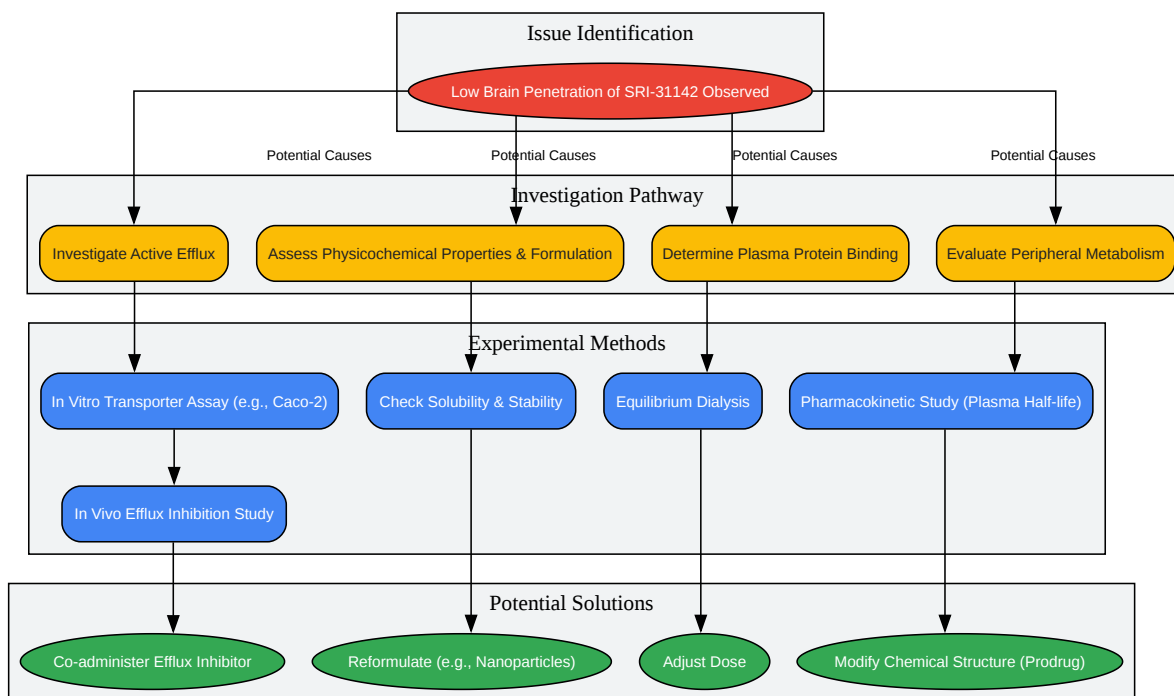 Issue Identification
Low Brain Penetration of SRI-31142 Observed
Potential Causes
Potential Causes
Potential Causes
Potential Causes
Investigation Pathway
Investigate Active Efflux
Assess Physicochemical Properties & Formulation
Determine Plasma Protein Binding
Evaluate Peripheral Metabolism
Experimental Methods
In Vitro Transporter Assay (e.g., Caco-2)
Check Solubility & Stability
Equilibrium Dialysis
Pharmacokinetic Study (Plasma Half-life)
In Vivo Efflux Inhibition Study
Potential Solutions
Co-administer Efflux Inhibitor
Reformulate (e.g., Nanoparticles)
Adjust Dose
Modify Chemical Structure (Prodrug)